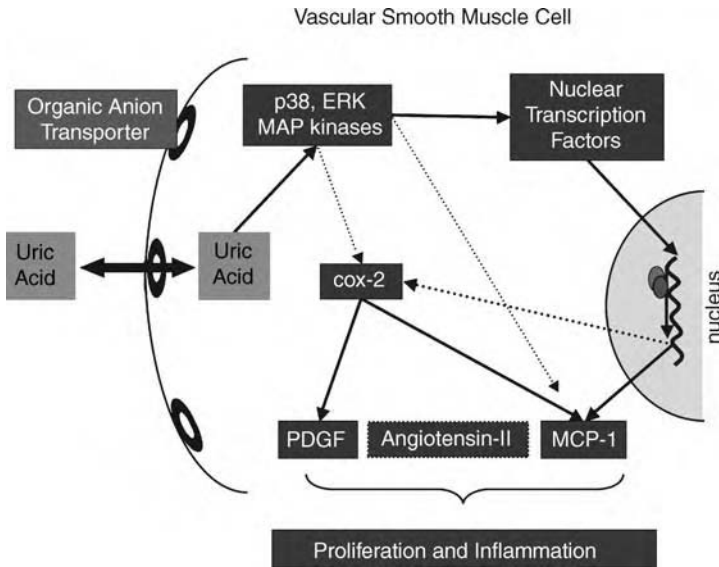 Vascular Smooth Muscle Cell
Organic Anion
Transporter
p38, ERK
MAP kinases
Nuclear
Transcription
Factors
Uric
Acid
Uric
Acid
cox-2
nucleus
PDGF
Angiotensin-II
MCP-1
Proliferation and Inflammation